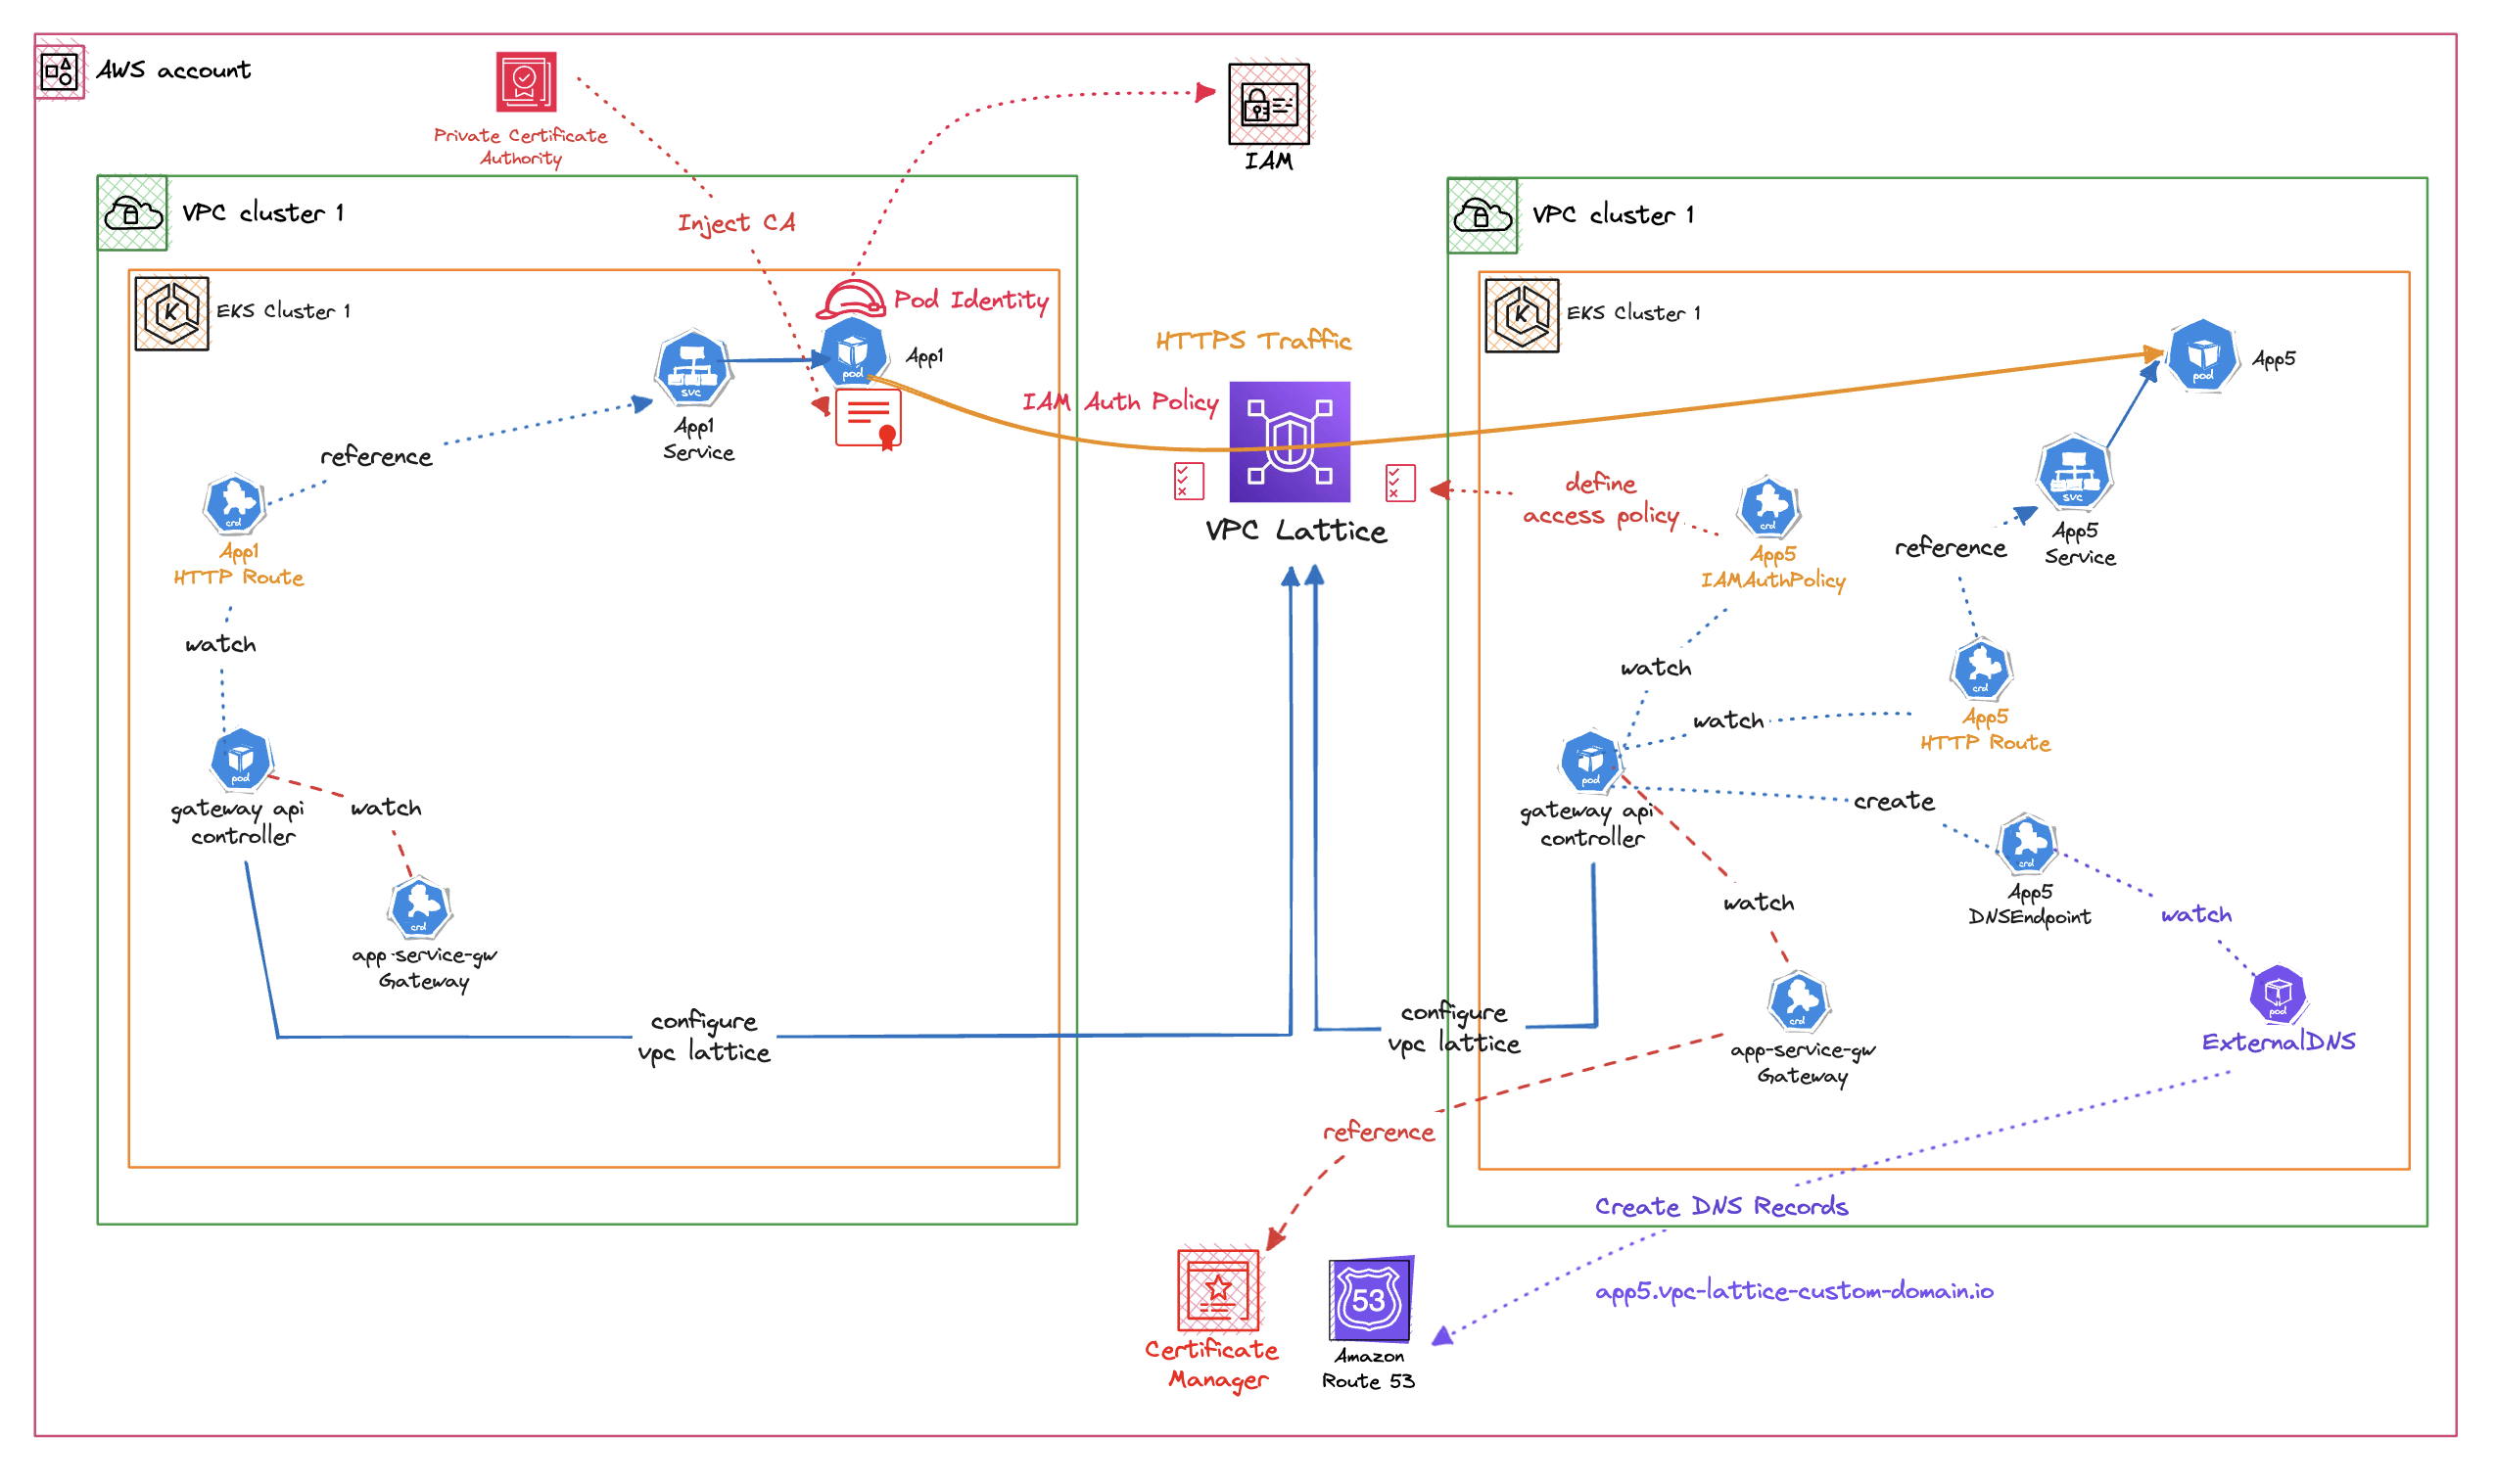 AWS account
Private Certificate
Authority
IAM
VPC cluster 1
Inject CA
EKS Cluster 1
Pod Identity
svc
pod
App1
App1
Service
reference
crd
App1
HTTP Route
watch
pod
gateway api
controller
watch
crd
app-service-gw
Gateway
configure
vpc lattice
HTTPS Traffic
IAM Auth Policy
VPC Lattice
VPC cluster 1
EKS Cluster 1
pod
App5
define
access policy
crd
App5
IAMAuthPolicy
svc
App5
Service
reference
watch
watch
crd
App5
HTTP Route
pod
gateway api
controller
create
crd
App5
DNSEndpoint
watch
watch
pod
ExternalDNS
crd
app-service-gw
Gateway
configure
vpc lattice
reference
Create DNS Records
app5.vpc-lattice-custom-domain.io
Certificate
Manager
53
Amazon
Route 53